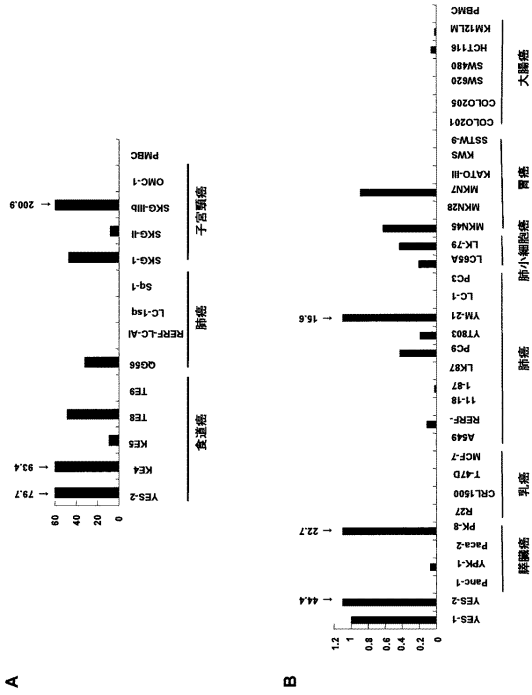 A
60
40
20
0
79.7
93.4
200.9
YES-2
KE4
KE5
TE8
TE9
QG56
RERF-LC-AI
LC-1sq
Sq-1
SKG-1
SKG-II
SKG-IIIb
OMC-1
PMBC
食道癌
肺癌
子宮頸癌
B
1.2
1
0.8
0.6
0.4
0.2
0
44.4
22.7
15.6
YES-1
YES-2
Panc-1
YPK-1
Paca-2
PK-8
R27
CRL1500
T-47D
MCF-7
A549
RERF-
11-18
1-87
LK87
PC9
YT803
YM-21
LC-1
PC3
LC65A
LK-79
MKN45
MKN28
MKN7
KATO-III
KWS
SSTW-9
COLO201
COLO205
SW620
SW480
HCT116
KM12LM
PBMC
膵臓癌
乳癌
肺癌
肺小細胞癌
胃癌
大腸癌